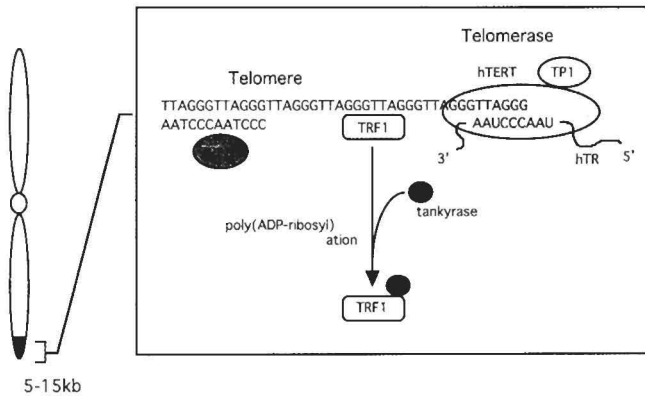 Telomerase
hTERT
TP1
Telomere
TTAGGGTTAGGGTTAGGGTTAGGGTTAGGGTTAGGGTTAGGG
AATCCCAATCCC
TRF1
AAUCCCAAU
3'
hTR
5'
tankyrase
poly(ADP-ribosyl)
ation
TRF1
5-15kb